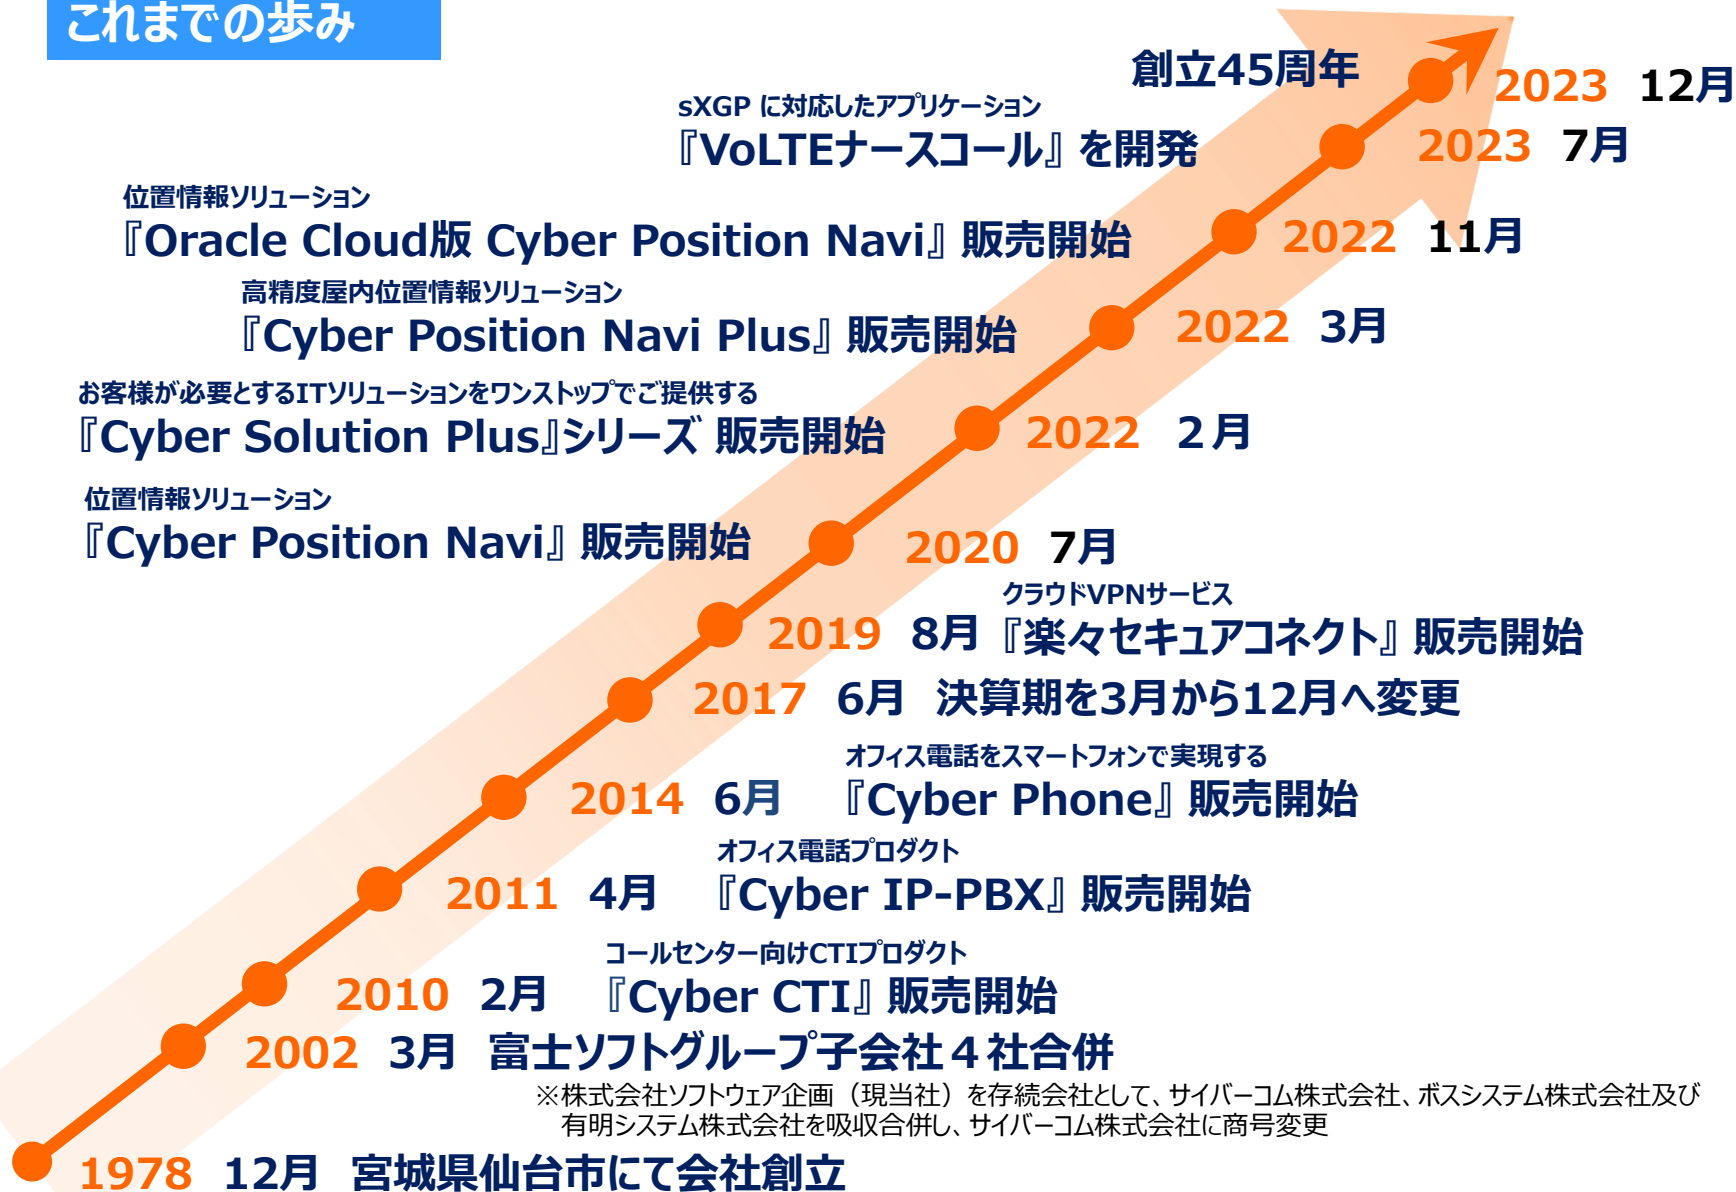 これまでの歩み
創立45周年
2023 12月
sXGP に対応したアプリケーション
『VoLTEナースコール』を開発
2023 7月
位置情報ソリューション
『Oracle Cloud版 Cyber Position Navi』販売開始
2022 11月
高精度屋内位置情報ソリューション
『Cyber Position Navi Plus』販売開始
2022 3月
お客様が必要とするITソリューションをワンストップでご提供する
『Cyber Solution Plus』シリーズ 販売開始
2022 2月
位置情報ソリューション
『Cyber Position Navi』販売開始
2020 7月
クラウドVPNサービス
2019 8月 『楽々セキュアコネクト』販売開始
2017 6月 決算期を3月から12月へ変更
オフィス電話をスマートフォンで実現する
2014 6月 『Cyber Phone』販売開始
オフィス電話プロダクト
2011 4月 『Cyber IP-PBX』販売開始
コールセンター向けCTIプロダクト
2010 2月 『Cyber CTI』販売開始
2002 3月 富士ソフトグループ子会社4社合併
※株式会社ソフトウェア企画（現当社）を存続会社として、サイバーコム株式会社、ボスシステム株式会社及び
有明システム株式会社を吸収合併し、サイバーコム株式会社に商号変更
1978 12月 宮城県仙台市にて会社創立